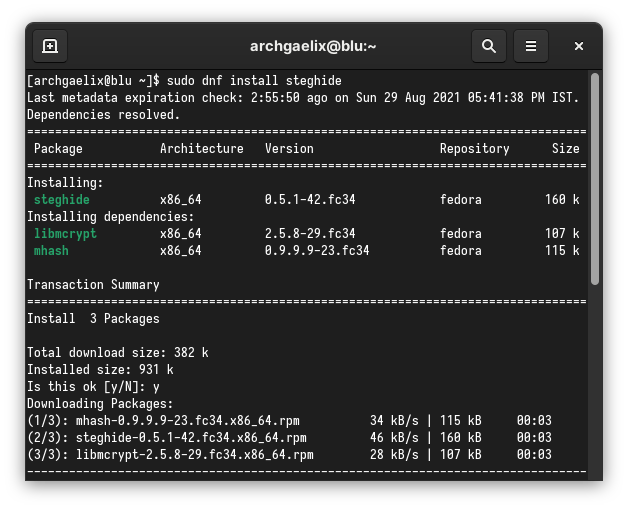 archgaelix@blu:~
[archgaelix@blu ~]$ sudo dnf install steghide
Last metadata expiration check: 2:55:50 ago on Sun 29 Aug 2021 05:41:38 PM IST.
Dependencies resolved.
================================================================================
 Package           Architecture   Version                  Repository      Size
================================================================================
Installing:
 steghide          x86_64         0.5.1-42.fc34            fedora         160 k
Installing dependencies:
 libmcrypt         x86_64         2.5.8-29.fc34            fedora         107 k
 mhash             x86_64         0.9.9.9-23.fc34          fedora         115 k

Transaction Summary
================================================================================
Install  3 Packages

Total download size: 382 k
Installed size: 931 k
Is this ok [y/N]: y
Downloading Packages:
(1/3): mhash-0.9.9.9-23.fc34.x86_64.rpm          34 kB/s | 115 kB     00:03
(2/3): steghide-0.5.1-42.fc34.x86_64.rpm         46 kB/s | 160 kB     00:03
(3/3): libmcrypt-2.5.8-29.fc34.x86_64.rpm        28 kB/s | 107 kB     00:03
--------------------------------------------------------------------------------